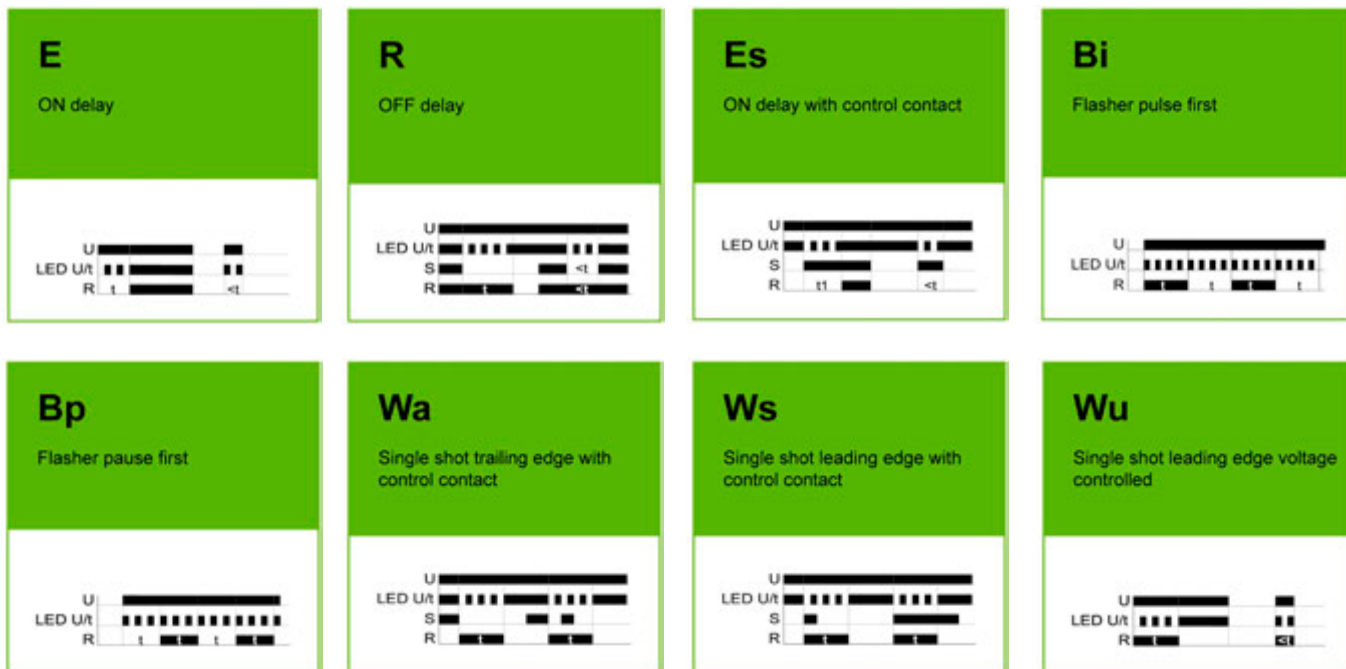 E
ON delay
U
LED U/t
R t <t
R
OFF delay
U
LED U/t
S <t
R t <t
Es
ON delay with control contact
U
LED U/t
S
R t1 <t
Bi
Flasher pulse first
U
LED U/t
R t t t t
Bp
Flasher pause first
U
LED U/t
R t t t t
Wa
Single shot trailing edge with
control contact
U
LED U/t
S
R t t
Ws
Single shot leading edge with
control contact
U
LED U/t
S
R t t
Wu
Single shot leading edge voltage
controlled
U
LED U/t
R t <t